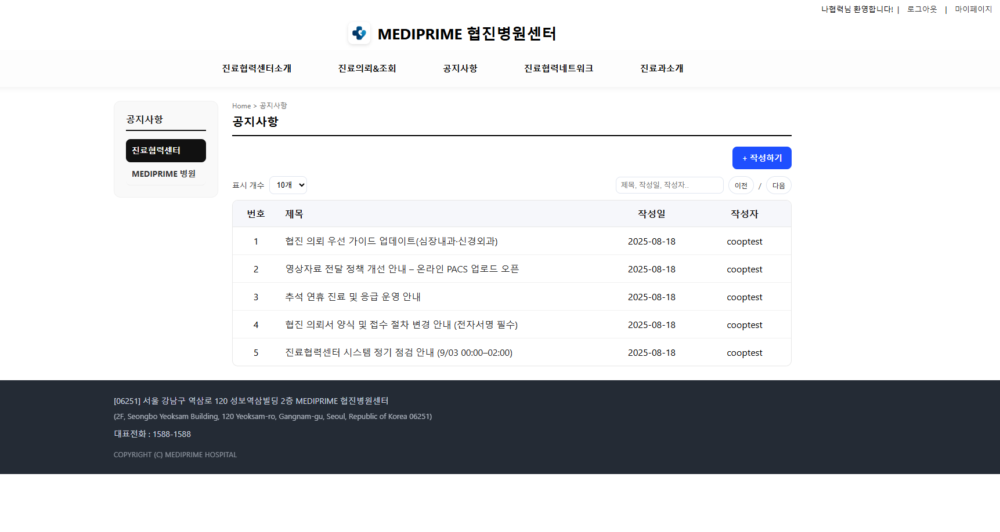 나협력님 환영합니다! | 로그아웃 | 마이페이지
MEDIPRIME 협진병원센터
진료협력센터소개 진료의뢰&조회 공지사항 진료협력네트워크 진료과소개
공지사항
진료협력센터
MEDIPRIME 병원
Home > 공지사항
공지사항
+ 작성하기
표시 개수 10개 제목, 작성일, 작성자.. 이전 / 다음
번호 제목 작성일 작성자
1 협진 의뢰 우선 가이드 업데이트(심장내과·신경외과) 2025-08-18 cooptest
2 영상자료 전달 정책 개선 안내 – 온라인 PACS 업로드 오픈 2025-08-18 cooptest
3 추석 연휴 진료 및 응급 운영 안내 2025-08-18 cooptest
4 협진 의뢰서 양식 및 접수 절차 변경 안내 (전자서명 필수) 2025-08-18 cooptest
5 진료협력센터 시스템 정기 점검 안내 (9/03 00:00–02:00) 2025-08-18 cooptest
[06251] 서울 강남구 역삼로 120 성보역삼빌딩 2층 MEDIPRIME 협진병원센터
(2F, Seongbo Yeoksam Building, 120 Yeoksam-ro, Gangnam-gu, Seoul, Republic of Korea 06251)
대표전화 : 1588-1588
COPYRIGHT (C) MEDIPRIME HOSPITAL